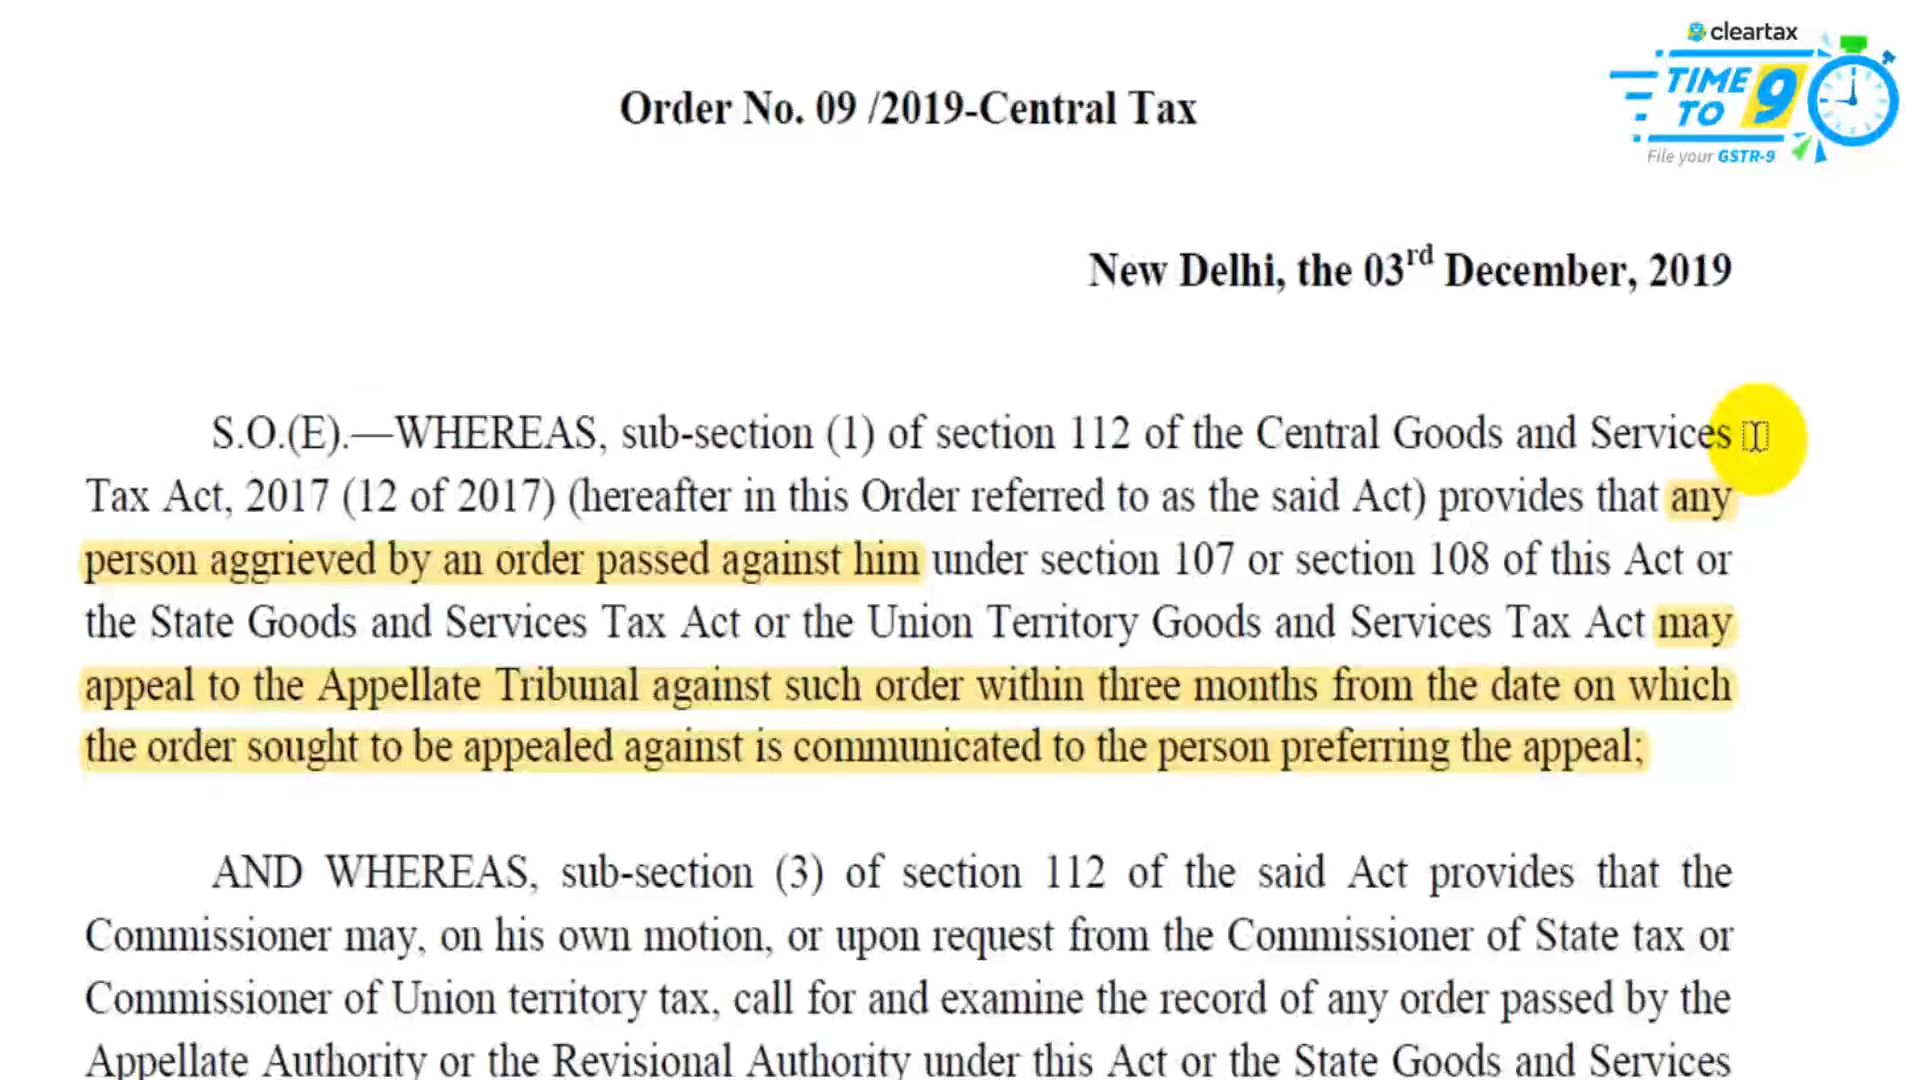 cleartax
TIME
TO 9
File your GSTR-9
Order No. 09 /2019-Central Tax
New Delhi, the 03rd December, 2019
S.O.(E).—WHEREAS, sub-section (1) of section 112 of the Central Goods and Services
Tax Act, 2017 (12 of 2017) (hereafter in this Order referred to as the said Act) provides that any
person aggrieved by an order passed against him under section 107 or section 108 of this Act or
the State Goods and Services Tax Act or the Union Territory Goods and Services Tax Act may
appeal to the Appellate Tribunal against such order within three months from the date on which
the order sought to be appealed against is communicated to the person preferring the appeal;
AND WHEREAS, sub-section (3) of section 112 of the said Act provides that the
Commissioner may, on his own motion, or upon request from the Commissioner of State tax or
Commissioner of Union territory tax, call for and examine the record of any order passed by the
Appellate Authority or the Revisional Authority under this Act or the State Goods and Services